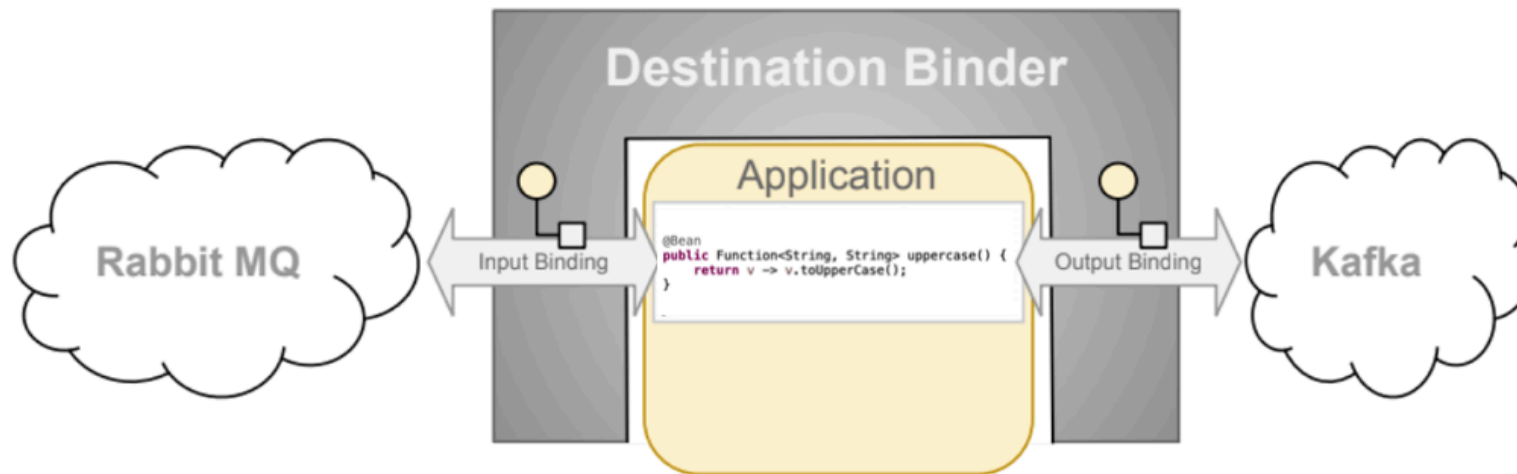 Destination Binder
Application
Rabbit MQ
Input Binding
@Bean
public Function<String, String> uppercase() {
    return v -> v.toUpperCase();
}
Output Binding
Kafka